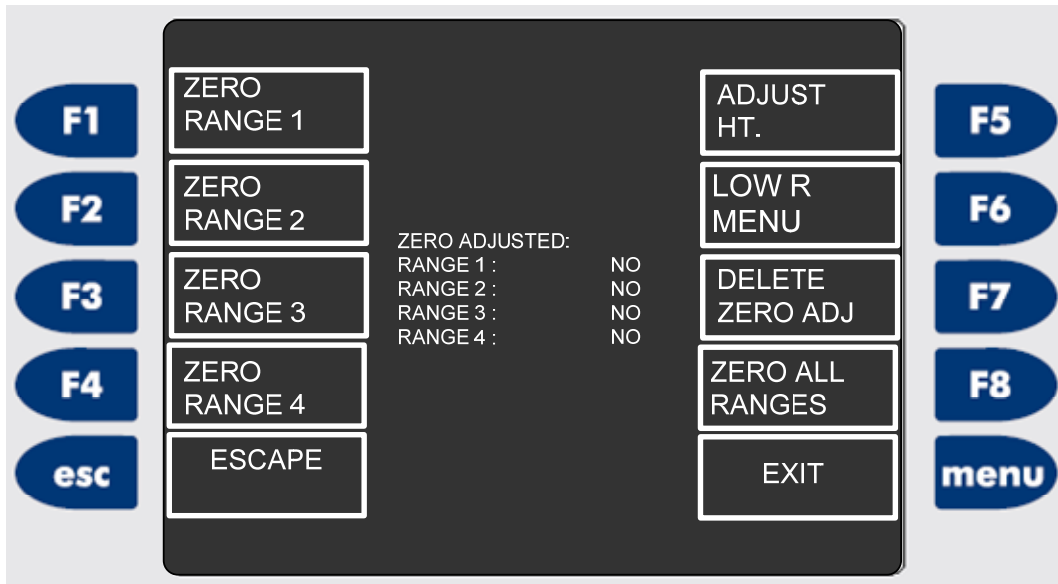 F1
ZERO
RANGE 1
F2
ZERO
RANGE 2
F3
ZERO
RANGE 3
F4
ZERO
RANGE 4
esc
ESCAPE
ZERO ADJUSTED:
RANGE 1 : NO
RANGE 2 : NO
RANGE 3 : NO
RANGE 4 : NO
ADJUST
HT.
F5
LOW R
MENU
F6
DELETE
ZERO ADJ
F7
ZERO ALL
RANGES
F8
EXIT
menu